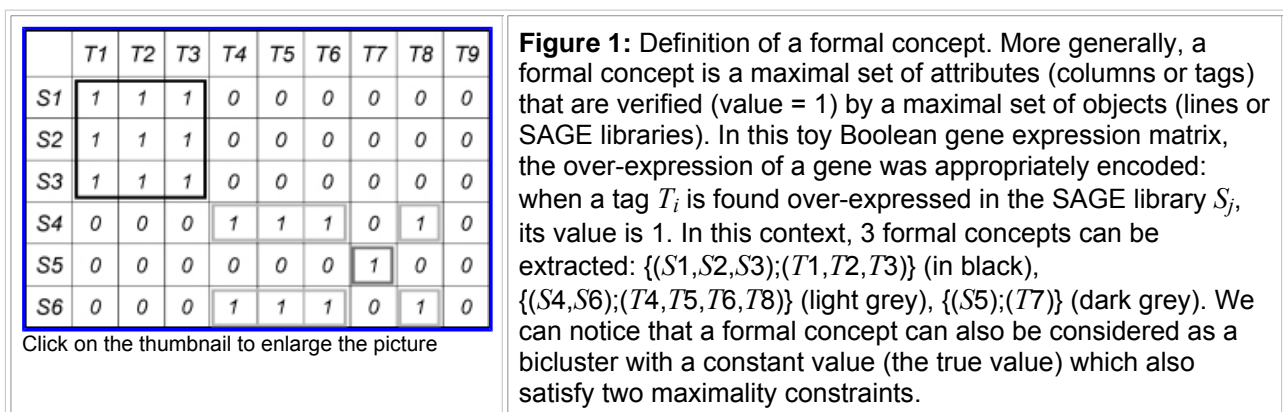 T1 T2 T3 T4 T5 T6 T7 T8 T9
S1 1 1 1 0 0 0 0 0 0
S2 1 1 1 0 0 0 0 0 0
S3 1 1 1 0 0 0 0 0 0
S4 0 0 0 1 1 1 0 1 0
S5 0 0 0 0 0 0 1 0 0
S6 0 0 0 1 1 1 0 1 0
Click on the thumbnail to enlarge the picture
Figure 1: Definition of a formal concept. More generally, a
formal concept is a maximal set of attributes (columns or tags)
that are verified (value = 1) by a maximal set of objects (lines or
SAGE libraries). In this toy Boolean gene expression matrix,
the over-expression of a gene was appropriately encoded:
when a tag Ti is found over-expressed in the SAGE library Sj,
its value is 1. In this context, 3 formal concepts can be
extracted: {(S1,S2,S3);(T1,T2,T3)} (in black),
{(S4,S6);(T4,T5,T6,T8)} (light grey), {(S5);(T7)} (dark grey). We
can notice that a formal concept can also be considered as a
bicluster with a constant value (the true value) which also
satisfy two maximality constraints.